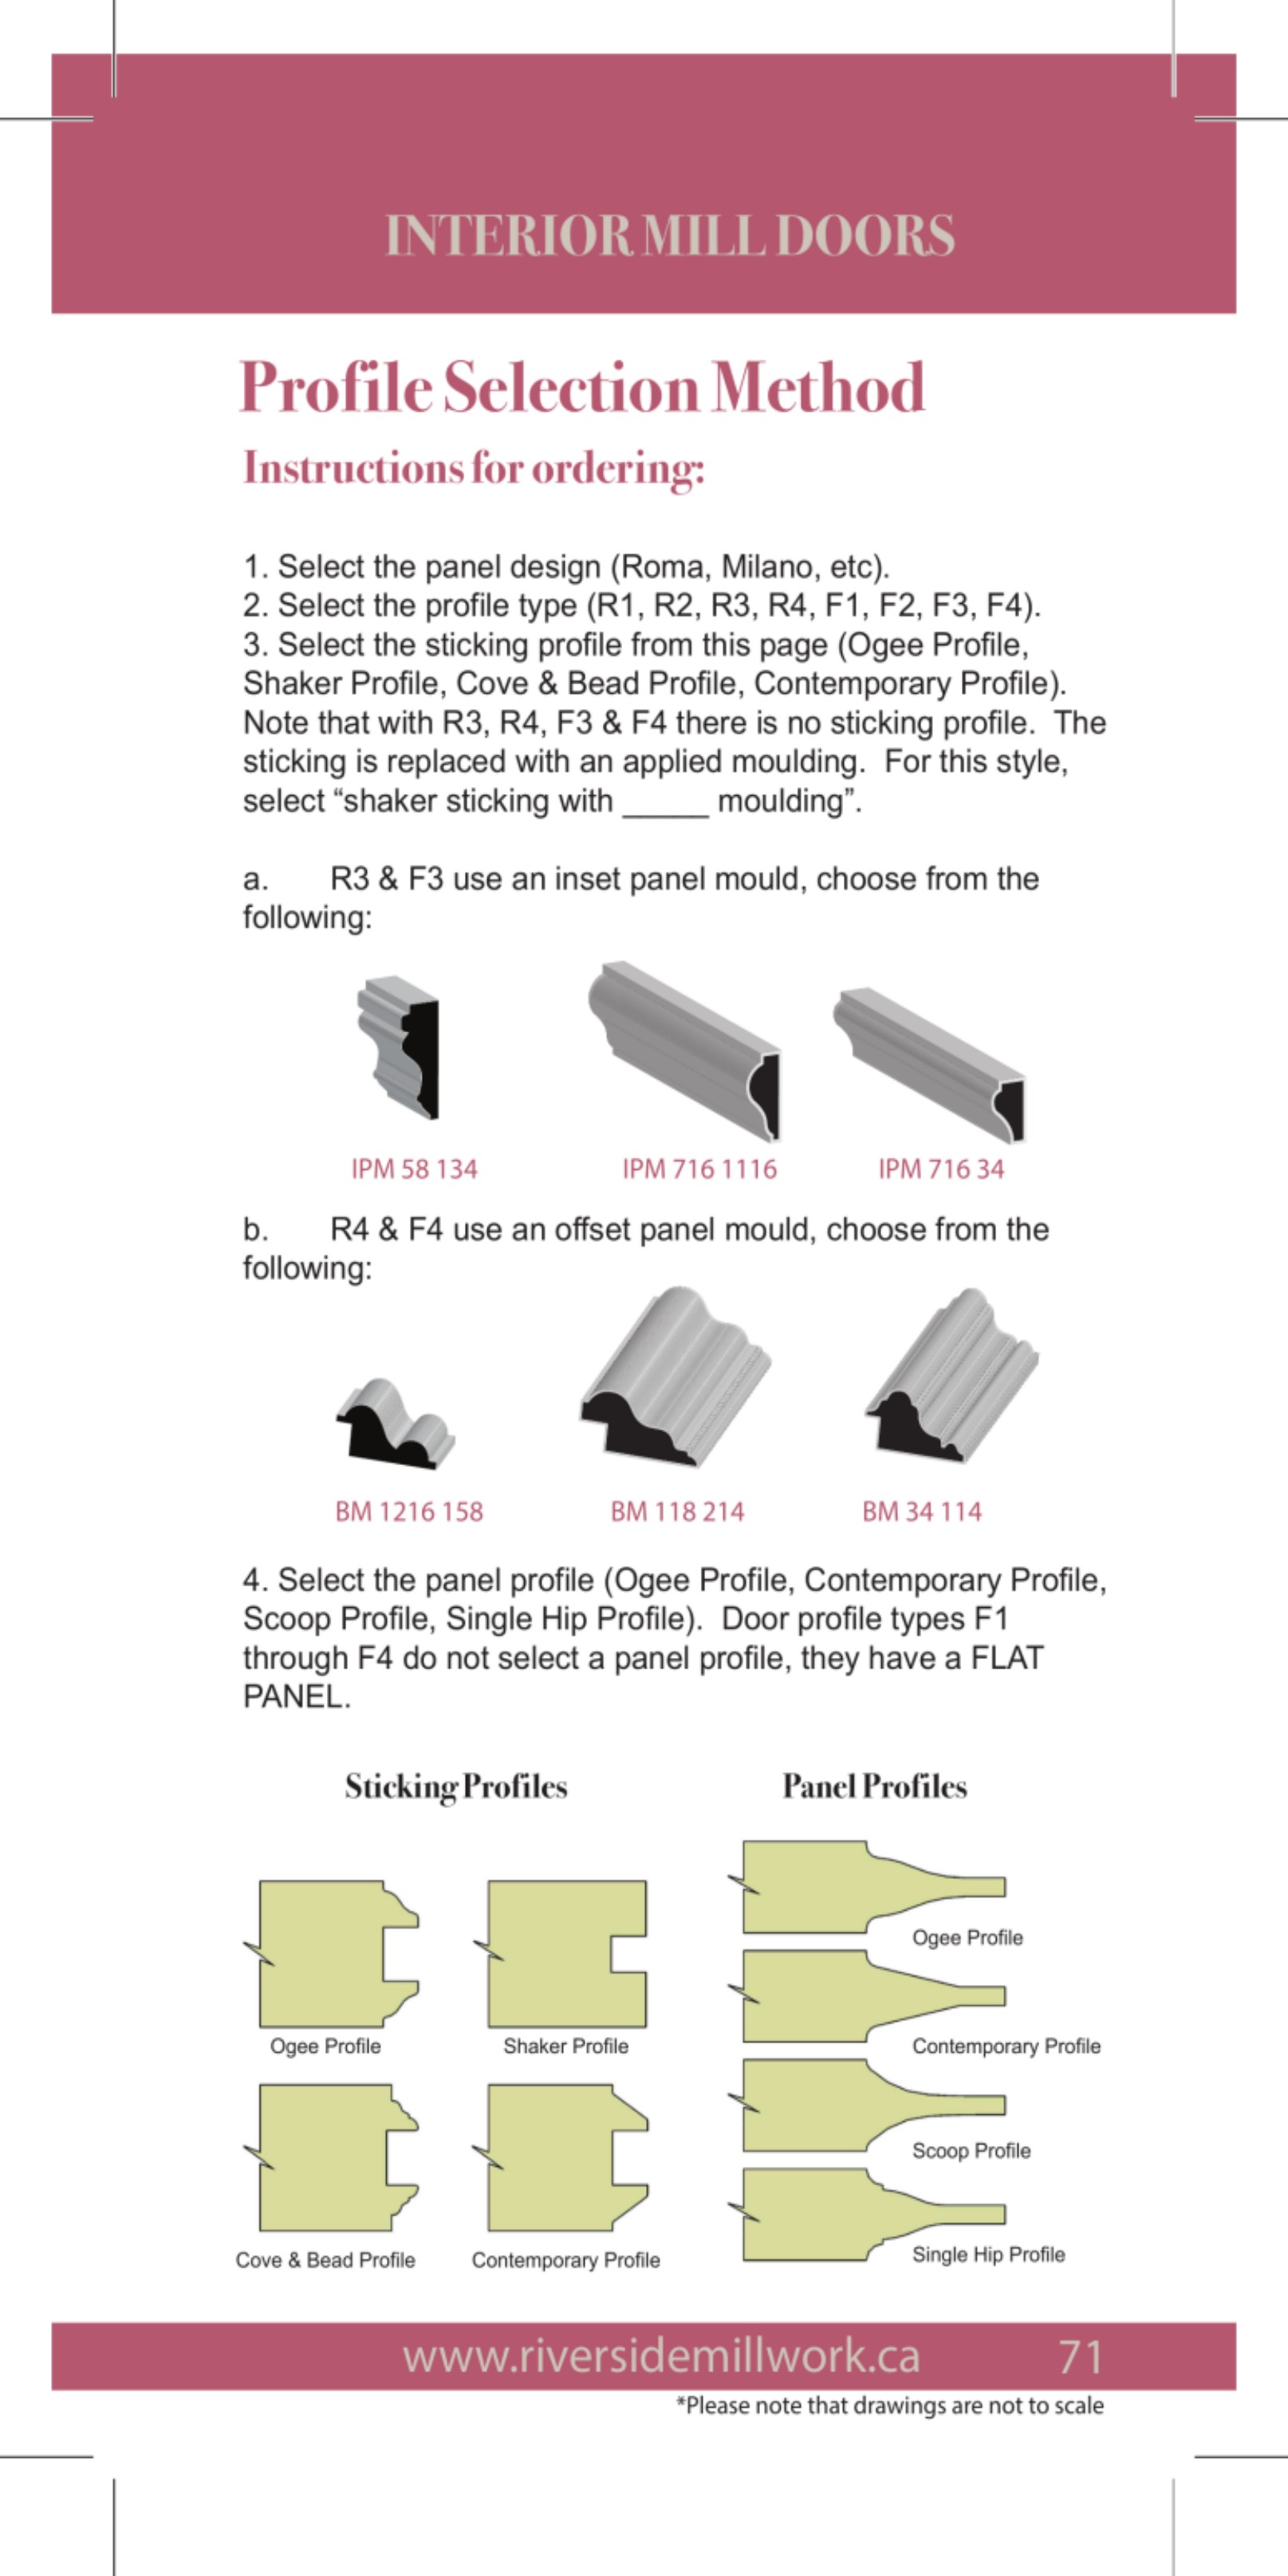 INTERIOR MILL DOORS
Profile Selection Method
Instructions for ordering:
1. Select the panel design (Roma, Milano, etc).
2. Select the profile type (R1, R2, R3, R4, F1, F2, F3, F4).
3. Select the sticking profile from this page (Ogee Profile,
Shaker Profile, Cove & Bead Profile, Contemporary Profile).
Note that with R3, R4, F3 & F4 there is no sticking profile.  The
sticking is replaced with an applied moulding.  For this style,
select “shaker sticking with _____ moulding”.
a. R3 & F3 use an inset panel mould, choose from the
following:
IPM 58 134 IPM 716 1116 IPM 716 34
b. R4 & F4 use an offset panel mould, choose from the
following:
BM 1216 158 BM 118 214 BM 34 114
4. Select the panel profile (Ogee Profile, Contemporary Profile,
Scoop Profile, Single Hip Profile).  Door profile types F1
through F4 do not select a panel profile, they have a FLAT
PANEL.
Sticking Profiles
Ogee Profile Shaker Profile
Cove & Bead Profile Contemporary Profile
Panel Profiles
Ogee Profile
Contemporary Profile
Scoop Profile
Single Hip Profile
www.riversidemillwork.ca 71
*Please note that drawings are not to scale